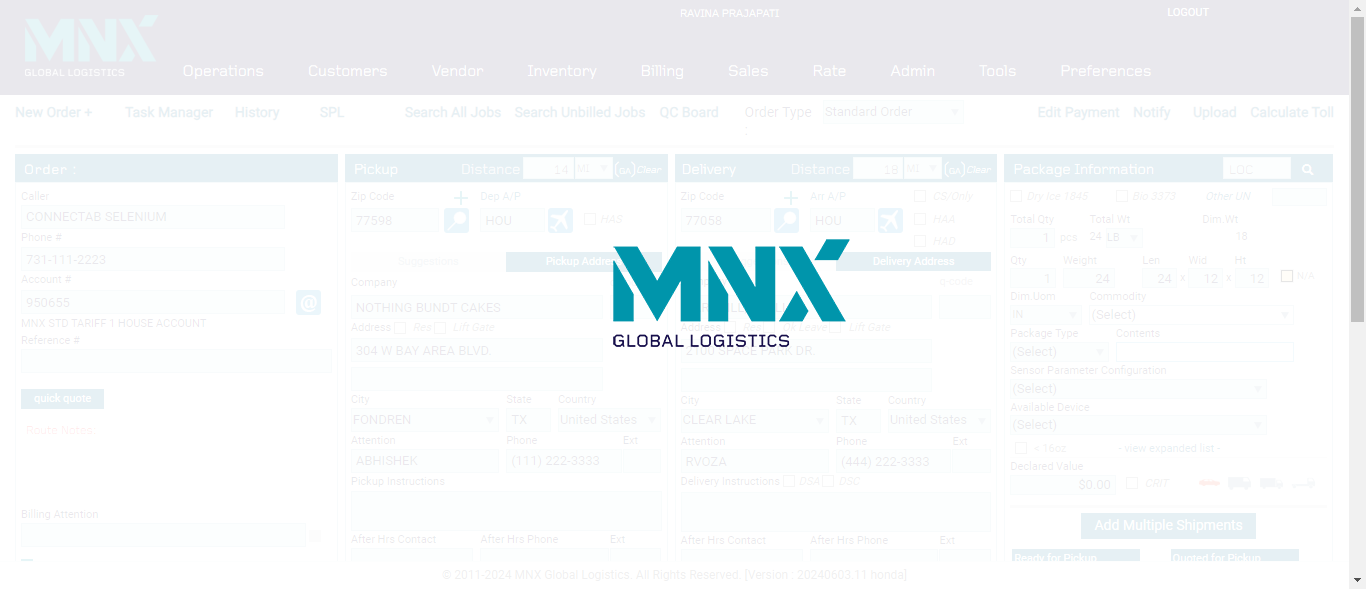 RAVINA PRAJAPATI LOGOUT
MNX
GLOBAL LOGISTICS
Operations Customers Vendor Inventory Billing Sales Rate Admin Tools Preferences
New Order + Task Manager History SPL Search All Jobs Search Unbilled Jobs QC Board Order Type : Standard Order Edit Payment Notify Upload Calculate Toll
Order :
Caller
CONNECTAB SELENIUM
Phone #
731-111-2223
Account #
950655 @
MNX STD TARIFF 1 HOUSE ACCOUNT
Reference #
quick quote
Route Notes:
Billing Attention
Pickup Distance 14 MI (GA) Clear
Zip Code Dep A/P
77598 HOU HAS
Suggestions Pickup Addre
Company
NOTHING BUNDT CAKES
Address Res Lift Gate
304 W BAY AREA BLVD.
City State Country
FONDREN TX United States
Attention Phone Ext
ABHISHEK (111) 222-3333
Pickup Instructions
After Hrs Contact After Hrs Phone Ext
Delivery Distance 18 MI (GA) Clear
Zip Code Arr A/P CS/Only
77058 HOU HAA
HAD
Delivery Address
MNX
GLOBAL LOGISTICS
Address Lift Gate
2100 SPACE PARK DR.
City State Country
CLEAR LAKE TX United States
Attention Phone Ext
RVOZA (444) 222-3333
Delivery Instructions DSA OSC
After Hrs Contact After Hrs Phone Ext
Package Information LOC
Dry Ice 1845 Bio 3373 Other UN
Total Qty Total Wt Dim.Wt
1 pcs 24 LB 18
Qty Weight Len Wid Ht
1 24 24 x 12 x 12 N/A
Dim Uom Commodity
IN (Select)
Package Type Contents
(Select)
Sensor Parameter Configuration
(Select)
Available Device
(Select)
< 16oz - view expanded list -
Declared Value
$0.00 CRIT
Add Multiple Shipments
Ready for Pickup Quoted for Pickup
© 2011-2024 MNX Global Logistics. All Rights Reserved. [Version : 20240603.11 honda]